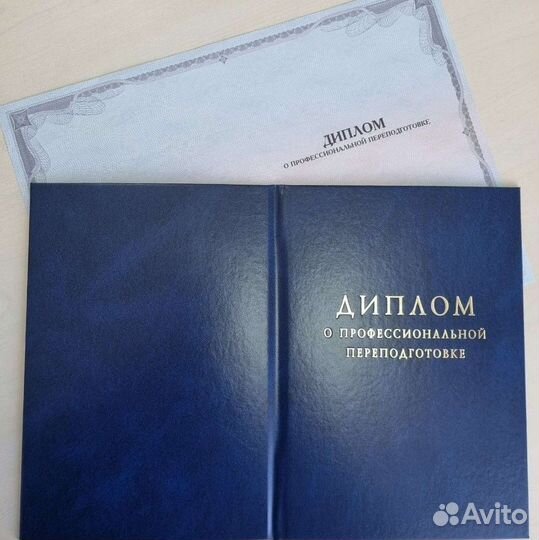 ДИПЛОМ
О ПРОФЕССИОНАЛЬНОЙ ПЕРЕПОДГОТОВКЕ
ДИПЛОМ
О ПРОФЕССИОНАЛЬНОЙ
ПЕРЕПОДГОТОВКЕ
Avito